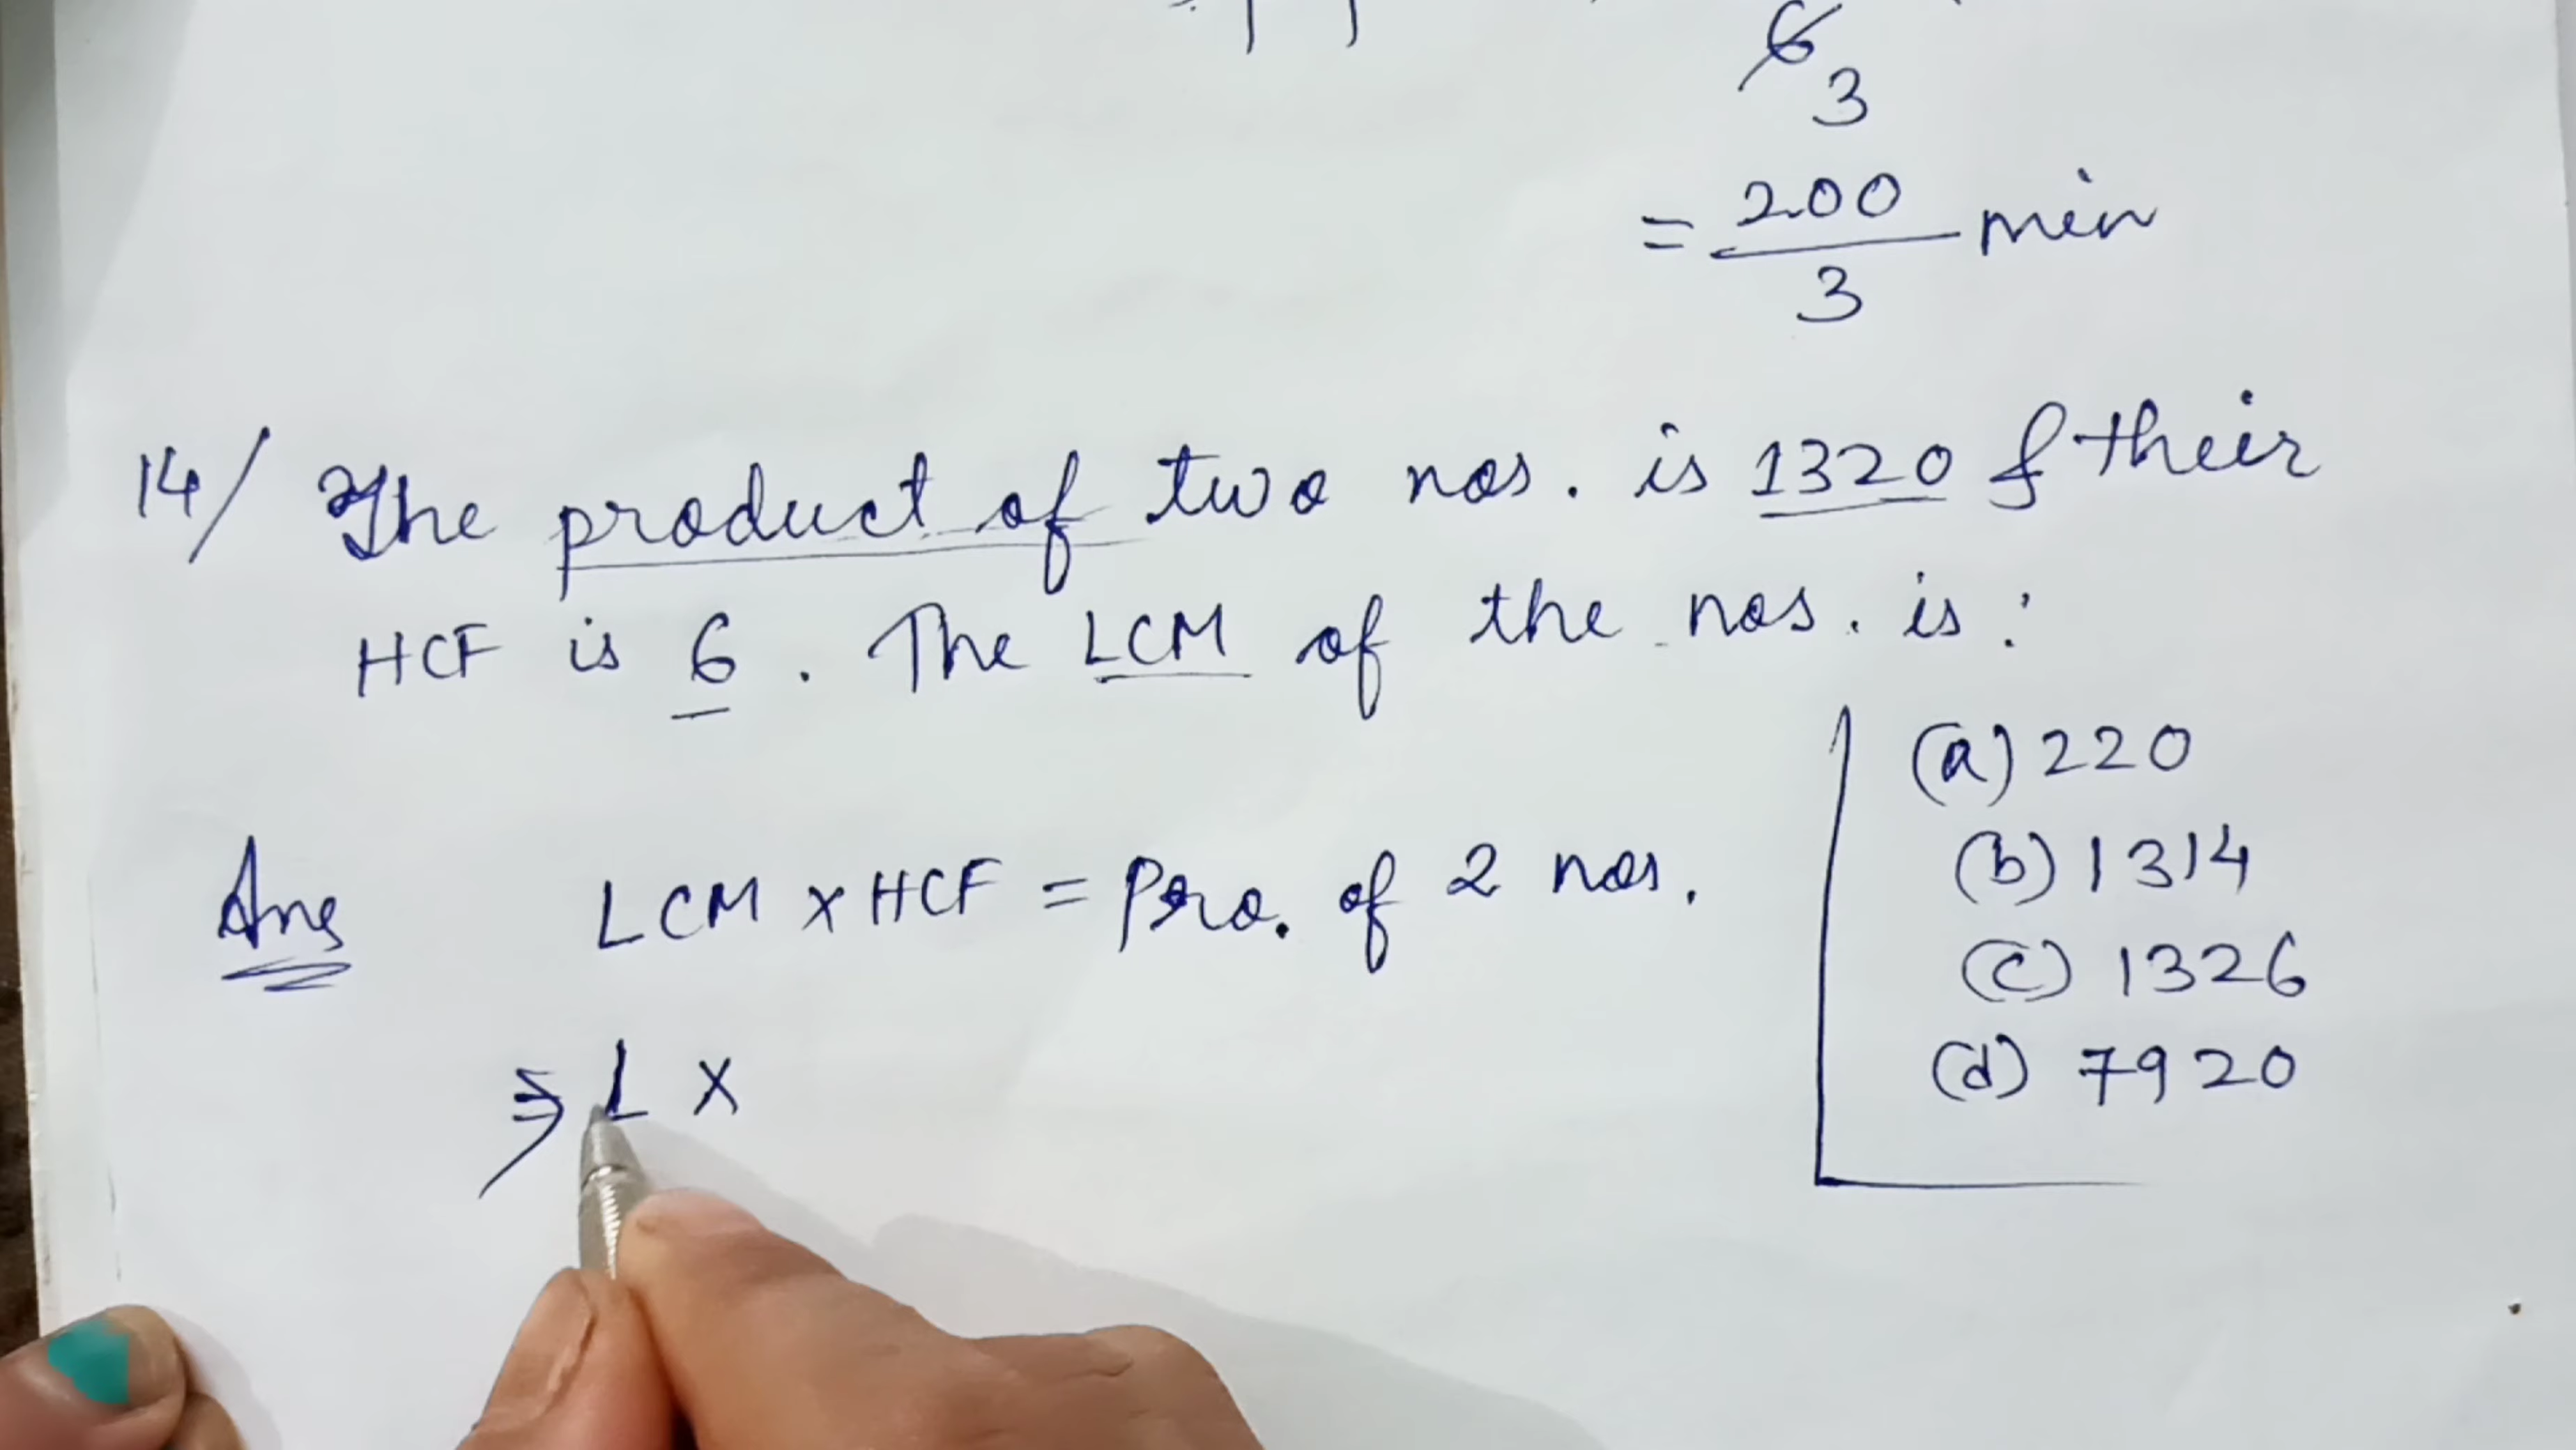 6
3
= 200/3 min
14/ The product of two nos. is 1320 & their
HCF is 6. The LCM of the nos. is:
(a) 220
(b) 1314
(c) 1326
(d) 7920
Ans LCM x HCF = Pro. of 2 nos.
⇒ L x